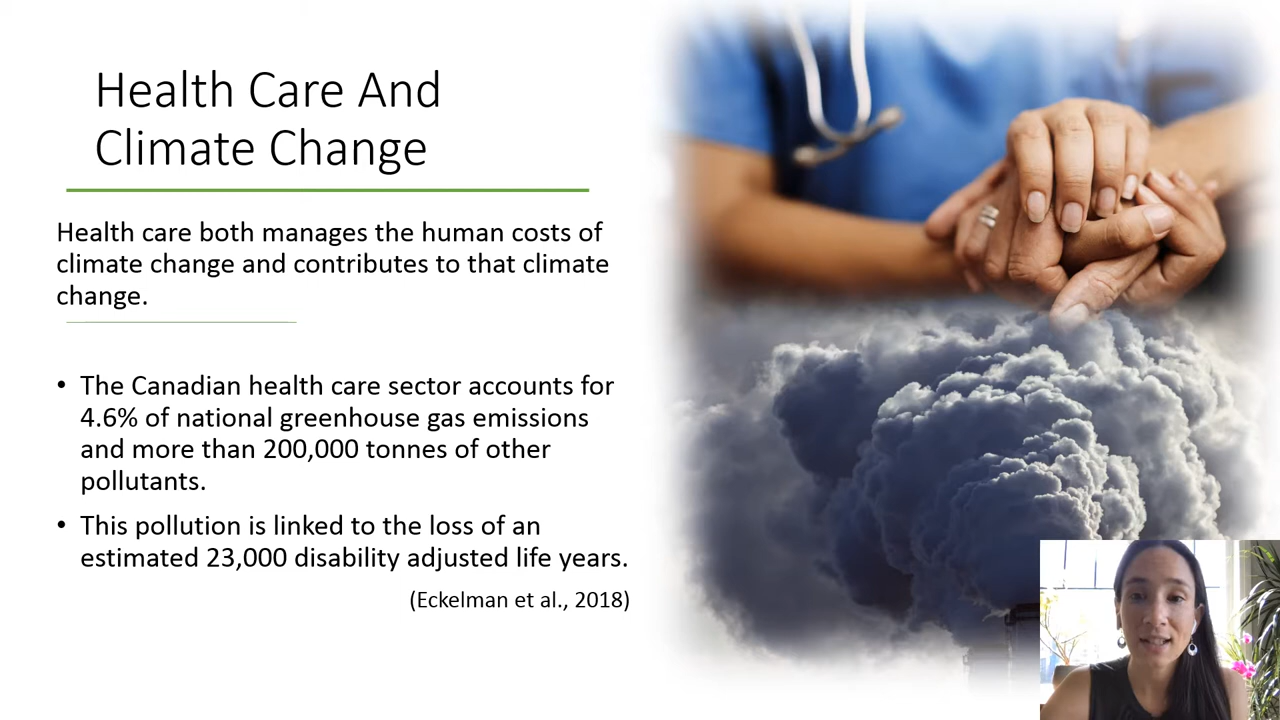 Health Care And
Climate Change
Health care both manages the human costs of
climate change and contributes to that climate
change.
• The Canadian health care sector accounts for
4.6% of national greenhouse gas emissions
and more than 200,000 tonnes of other
pollutants.
• This pollution is linked to the loss of an
estimated 23,000 disability adjusted life years.
(Eckelman et al., 2018)